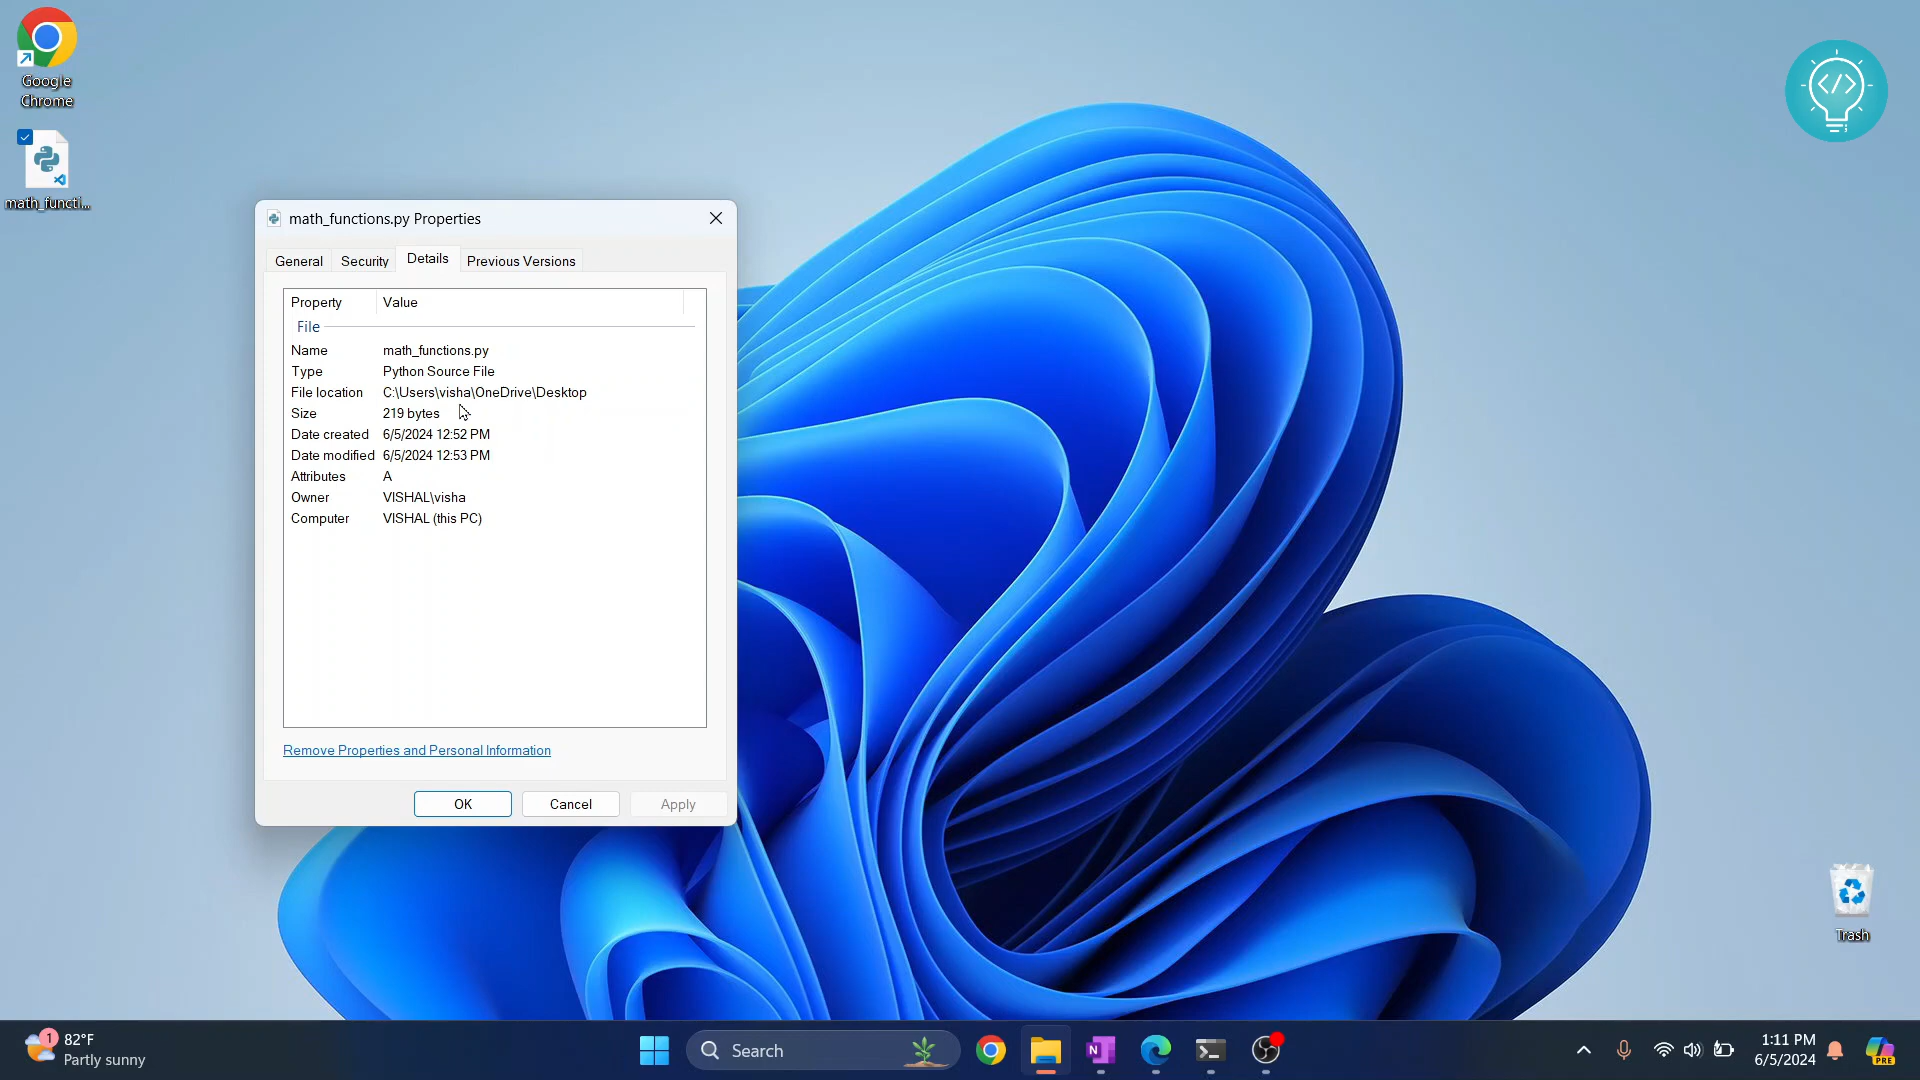 Google
Chrome
math_functi...
math_functions.py Properties
General Security Details Previous Versions
Property Value
File
Name math_functions.py
Type Python Source File
File location C:\Users\visha\OneDrive\Desktop
Size 219 bytes
Date created 6/5/2024 12:52 PM
Date modified 6/5/2024 12:53 PM
Attributes A
Owner VISHAL\visha
Computer VISHAL (this PC)
Remove Properties and Personal Information
OK Cancel Apply
</>
Trash
1
82°F
Partly sunny
Search
N
1:11 PM
6/5/2024
PRE